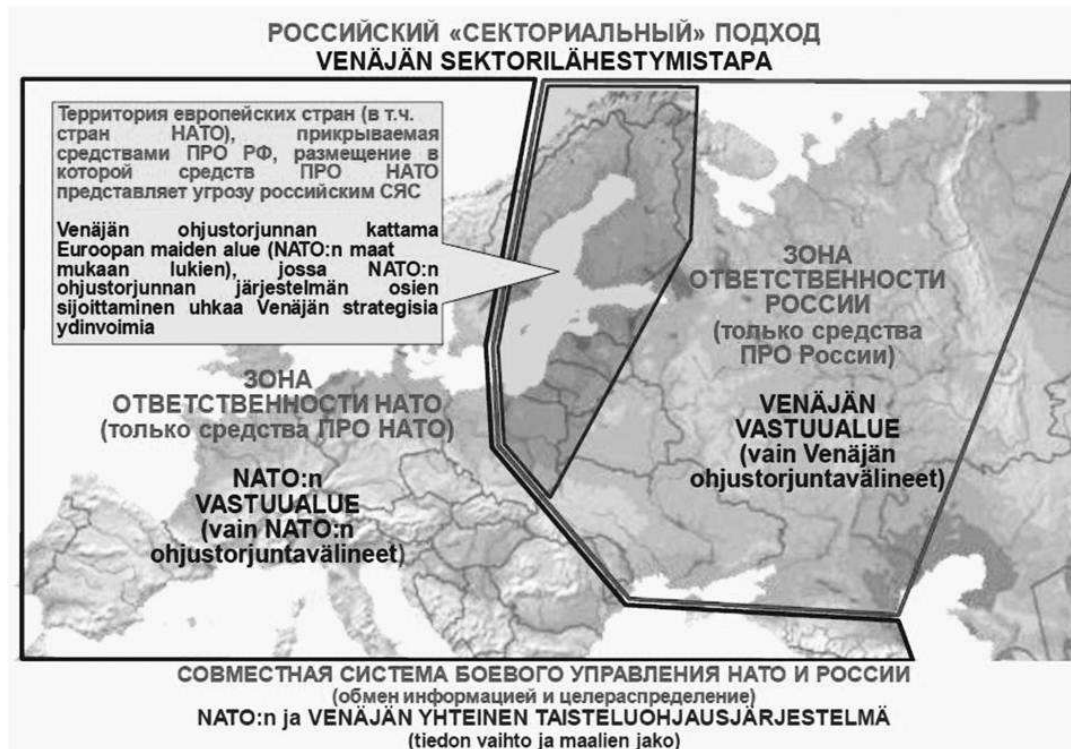 РОССИЙСКИЙ «СЕКТОРИАЛЬНЫЙ» ПОДХОД
VENÄJÄN SEKTORILÄHESTYMISTAPA
Территория европейских стран (в т.ч.
стран НАТО), прикрываемая
средствами ПРО РФ, размещение в
которой средств ПРО НАТО
представляет угрозу российским СЯС
Venäjän ohjustorjunnan kattama
Euroopan maiden alue (NATO:n maat
mukaan lukien), jossa NATO:n
ohjustorjunnan järjestelmän osien
sijoittaminen uhkaa Venäjän strategisia
ydinvoimia
ЗОНА
ОТВЕТСТВЕННОСТИ НАТО
(только средства ПРО НАТО)
NATO:n
VASTUUALUE
(vain NATO:n
ohjustorjuntavälineet)
ЗОНА
ОТВЕТСТВЕННОСТИ
РОССИИ
(только средства
ПРО России)
VENÄJÄN
VASTUUALUE
(vain Venäjän
ohjustorjuntavälineet)
СОВМЕСТНАЯ СИСТЕМА БОЕВОГО УПРАВЛЕНИЯ НАТО И РОССИИ
(обмен информацией и целераспределение)
NATO:n ja VENÄJÄN YHTEINEN TAISTELUOHJAUSJÄRJESTELMÄ
(tiedon vaihto ja maalien jako)